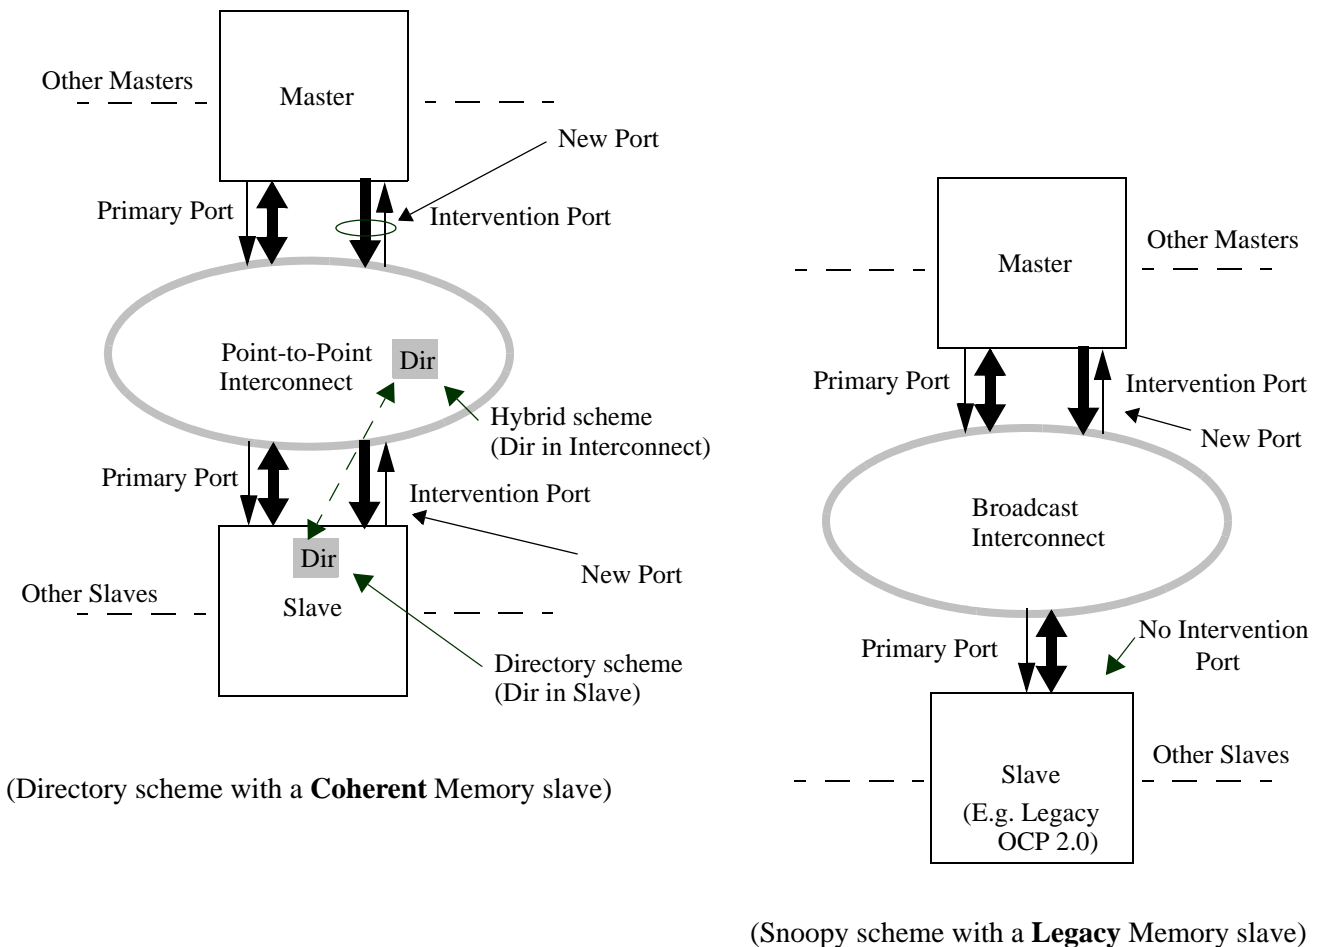 Other Masters
Master
New Port
Primary Port
Intervention Port
Point-to-Point
Interconnect
Dir
Hybrid scheme
(Dir in Interconnect)
Primary Port
Intervention Port
Dir
New Port
Other Slaves
Slave
Directory scheme
(Dir in Slave)
(Directory scheme with a Coherent Memory slave)
Master
Other Masters
Primary Port
Intervention Port
New Port
Broadcast
Interconnect
Primary Port
No Intervention
Port
Other Slaves
Slave
(E.g. Legacy
OCP 2.0)
(Snoopy scheme with a Legacy Memory slave)